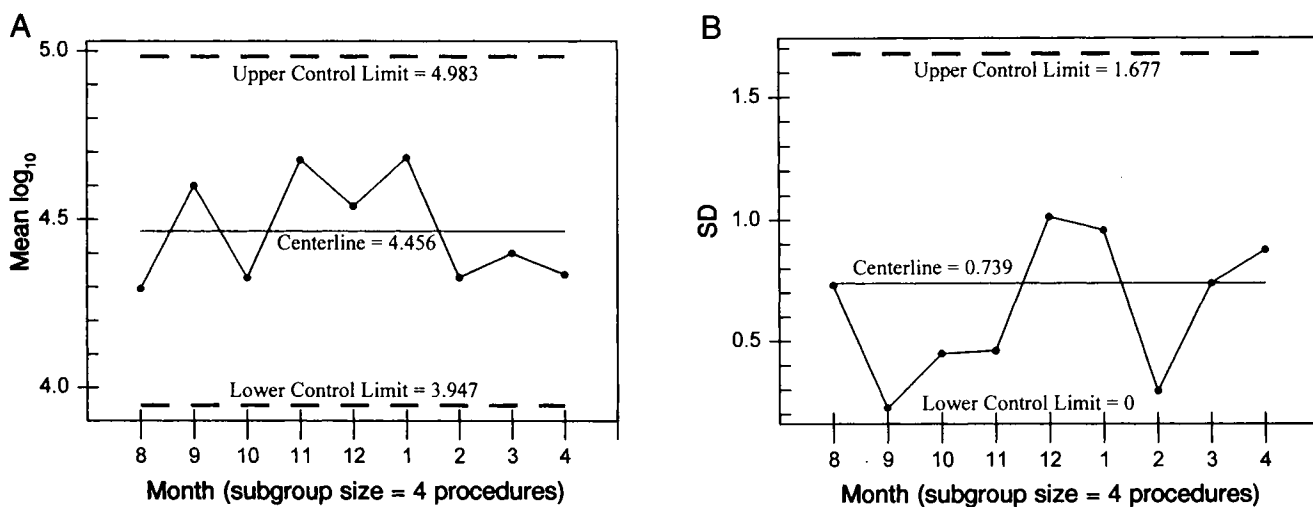 A
Mean log10
5.0
4.5
4.0
Upper Control Limit = 4.983
Centerline = 4.456
Lower Control Limit = 3.947
8 9 10 11 12 1 2 3 4
Month (subgroup size = 4 procedures)
B
SD
1.5
1.0
0.5
Upper Control Limit = 1.677
Centerline = 0.739
Lower Control Limit = 0
8 9 10 11 12 1 2 3 4
Month (subgroup size = 4 procedures)